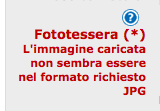 ?
Fototessera (*)
L'immagine caricata
non sembra essere
nel formato richiesto
JPG